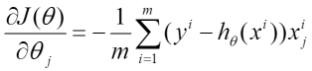 ∂J(θ)/∂θ_j = -1/m ∑_{i=1}^{m} (y^i - h_θ(x^i))x_j^i